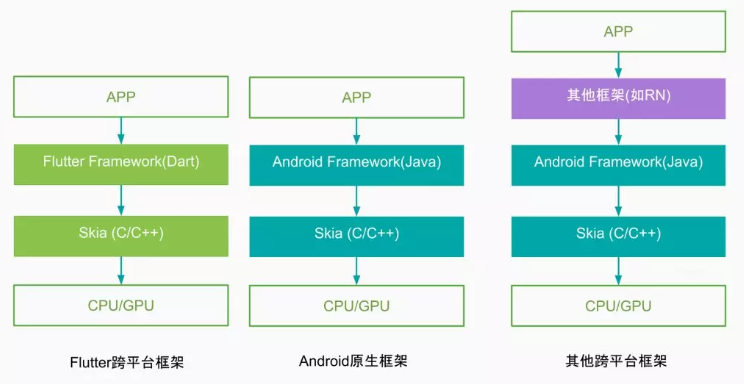 APP
Flutter Framework(Dart)
Skia (C/C++)
CPU/GPU
Flutter跨平台框架
APP
Android Framework(Java)
Skia (C/C++)
CPU/GPU
Android原生框架
APP
其他框架(如RN)
Android Framework(Java)
Skia (C/C++)
CPU/GPU
其他跨平台框架